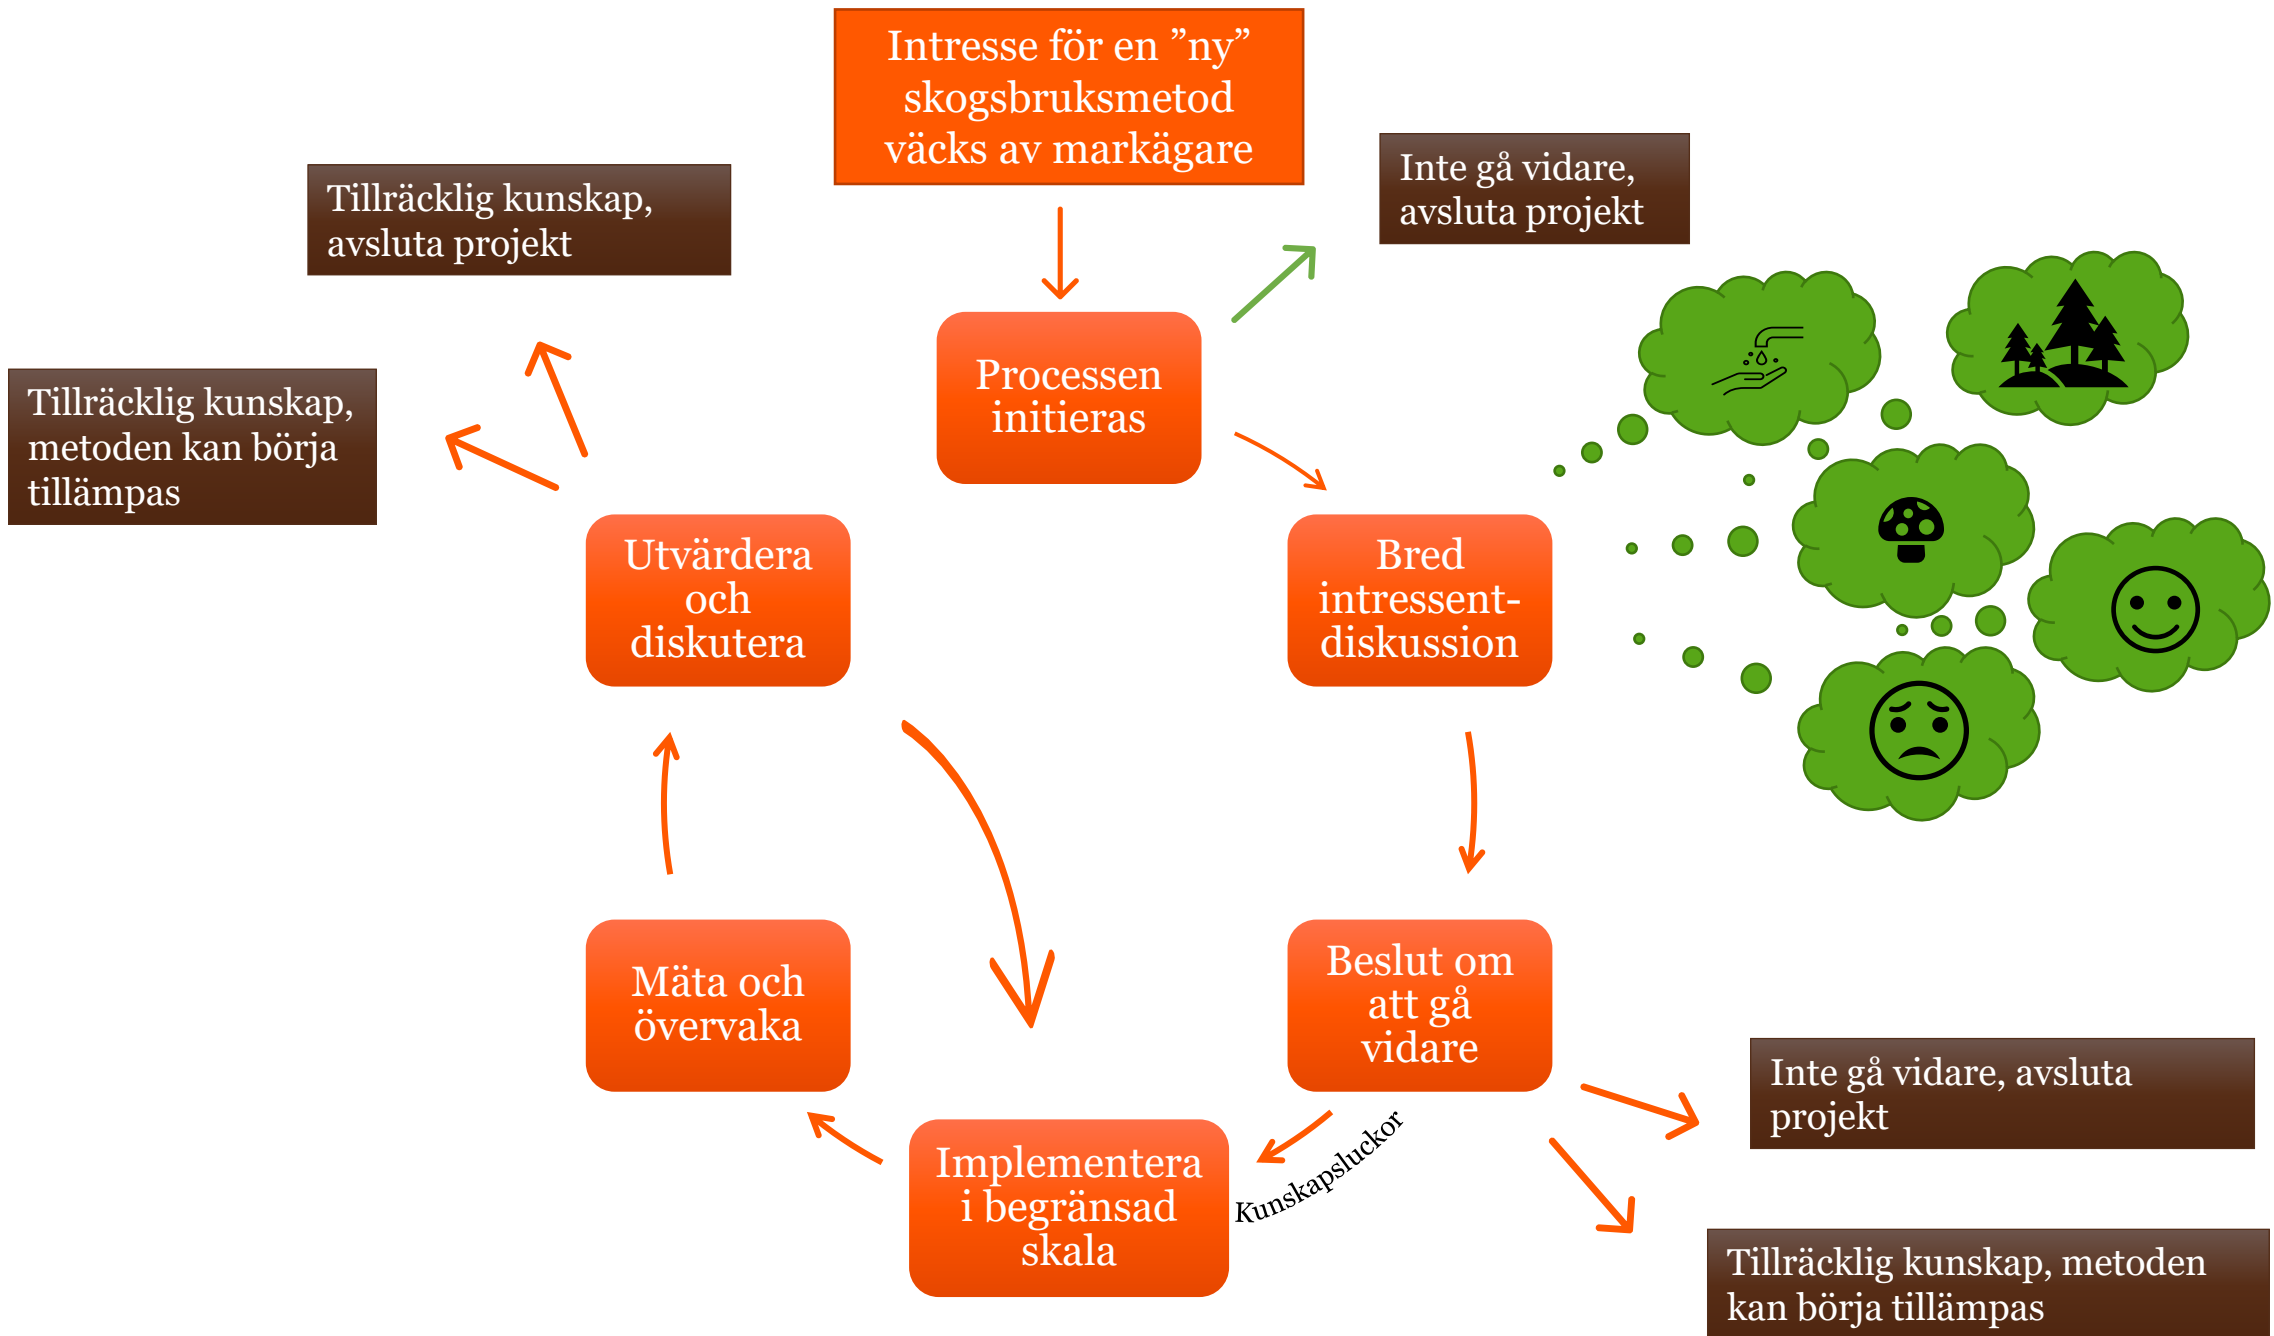 Intresse för en ”ny”
skogsbruksmetod
väcks av markägare
Inte gå vidare,
avsluta projekt
Tillräcklig kunskap,
avsluta projekt
Tillräcklig kunskap,
metoden kan börja
tillämpas
Processen
initieras
Bred
intressent-
diskussion
Utvärdera
och
diskutera
Beslut om
att gå
vidare
Mäta och
övervaka
Implementera
i begränsad
skala
Kunskapsluckor
Inte gå vidare, avsluta
projekt
Tillräcklig kunskap, metoden
kan börja tillämpas